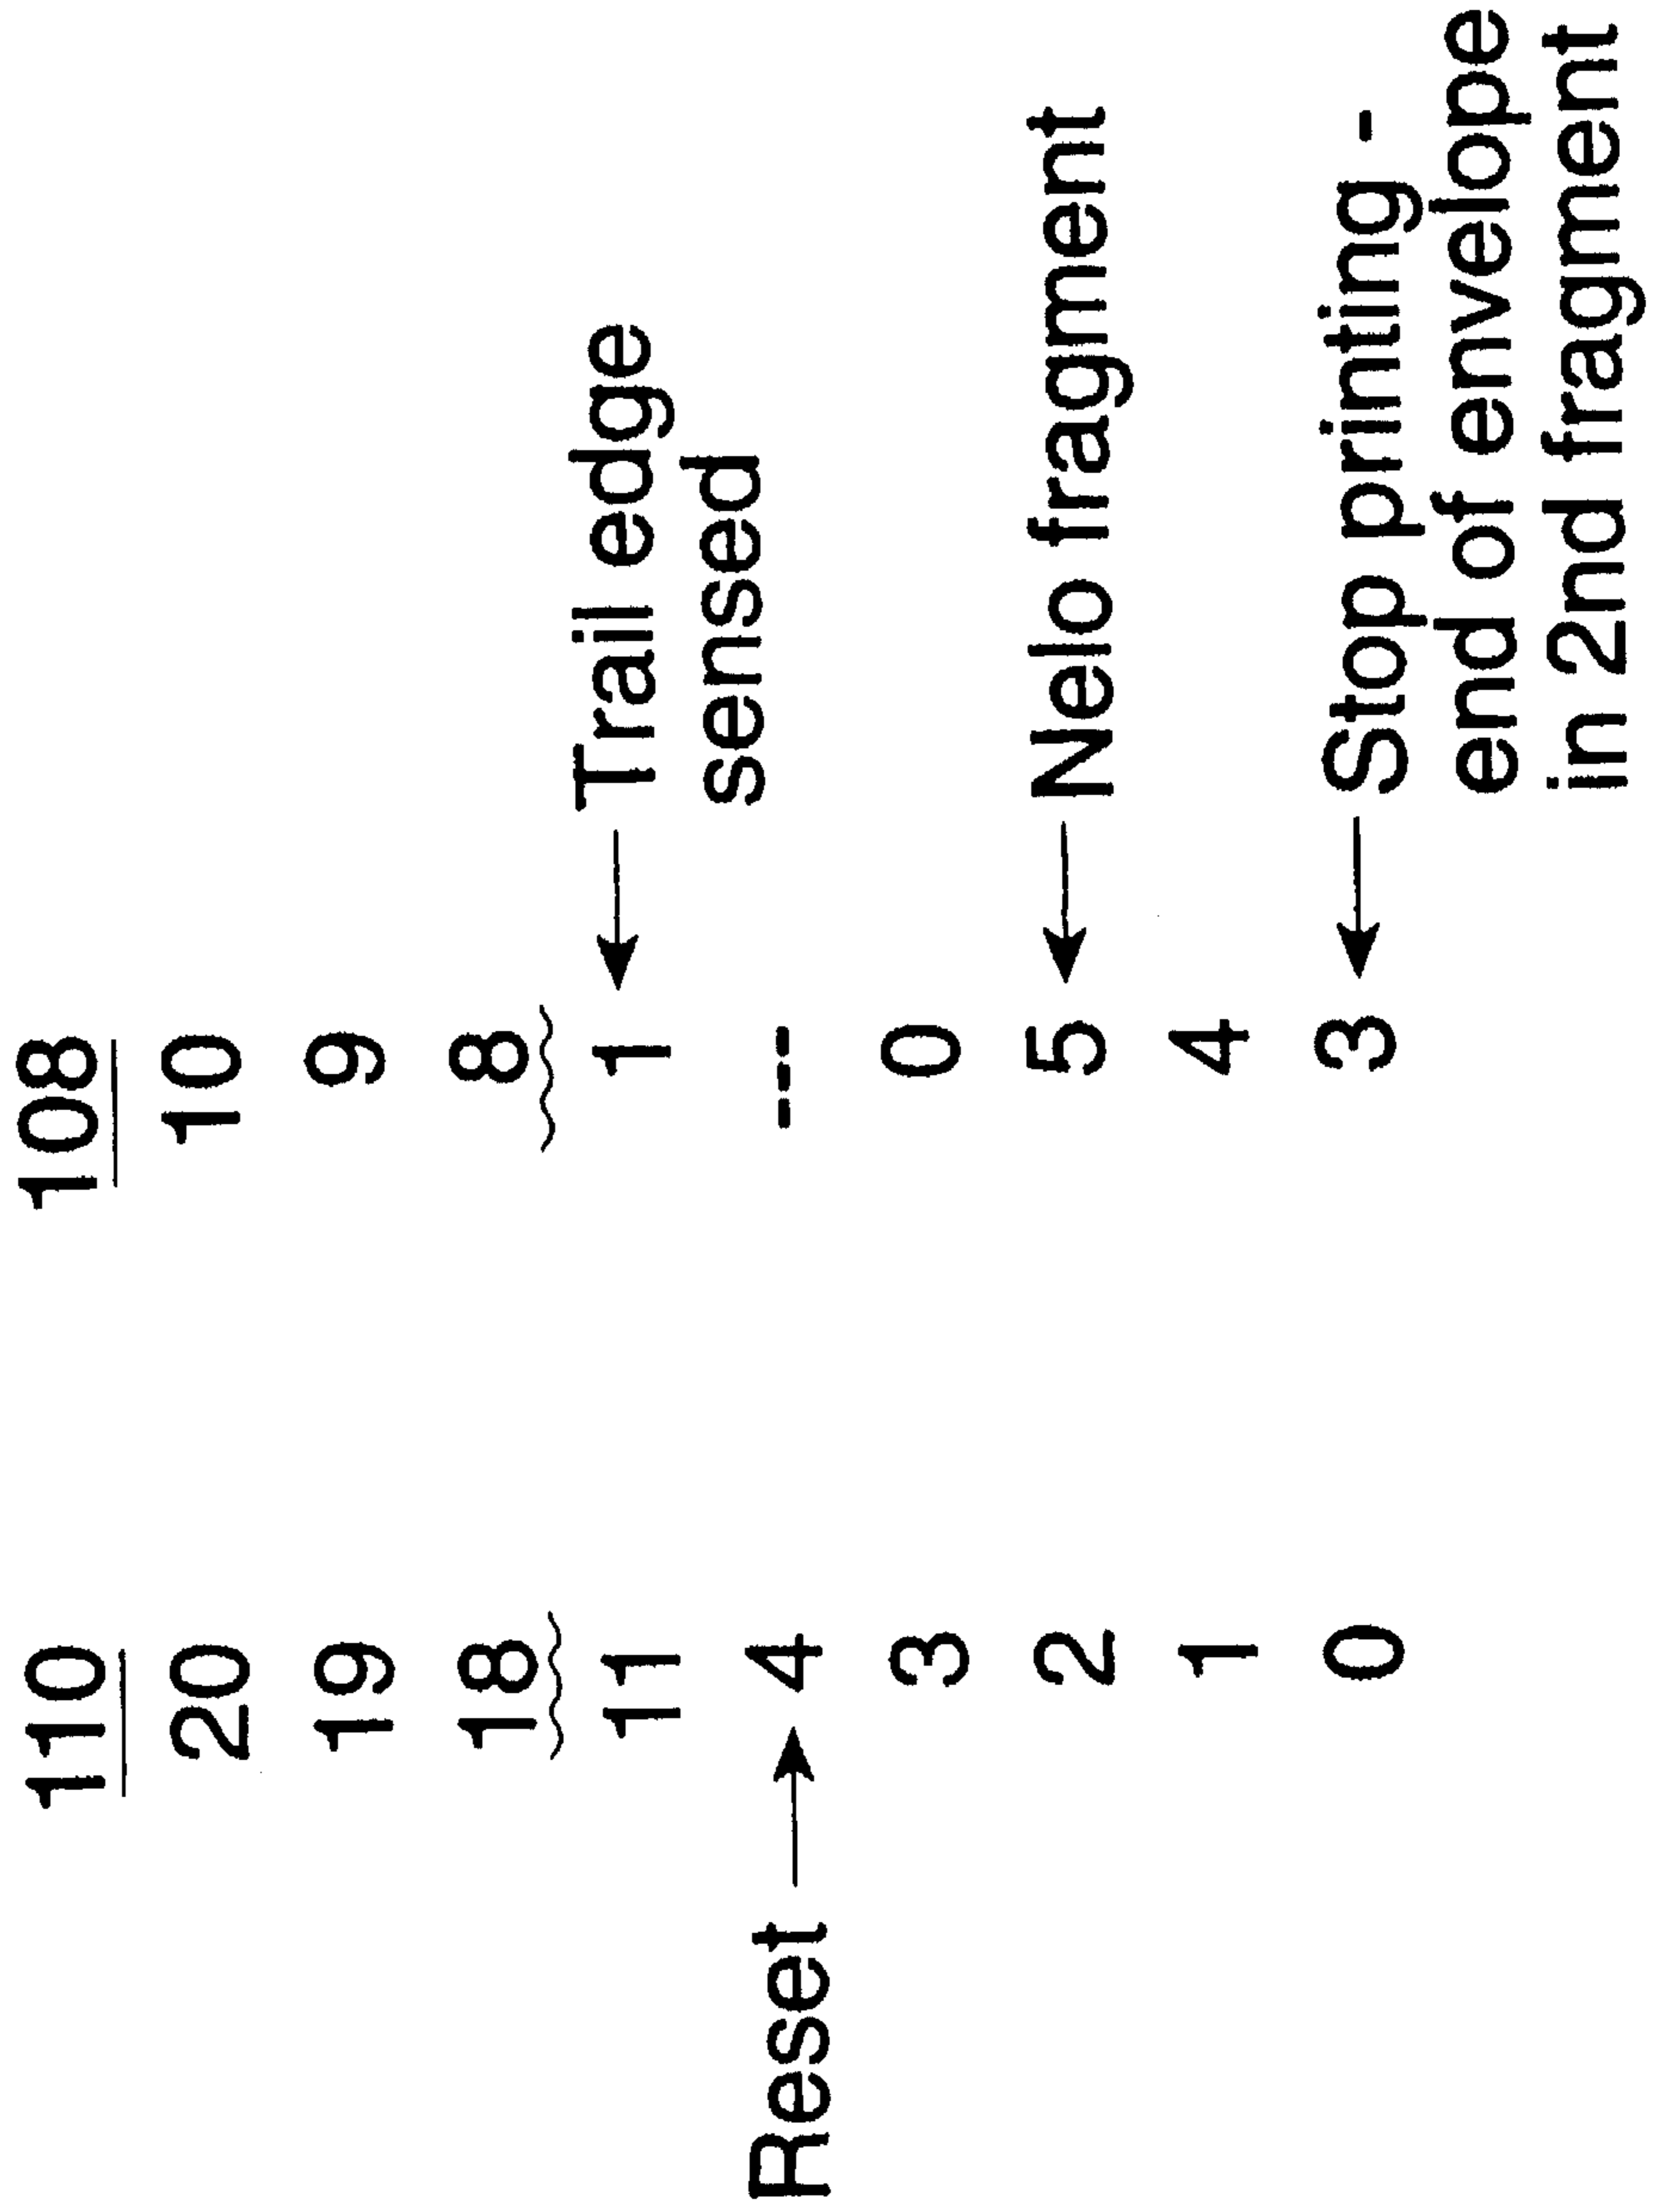 110 108
20 10
19 9
18 8
11 1 Trail edge
sensed
Reset 4 ---
3 0
2 5 Nelo fragment
1 4
0 3 Stop printing -
end of envelope
in 2nd fragment